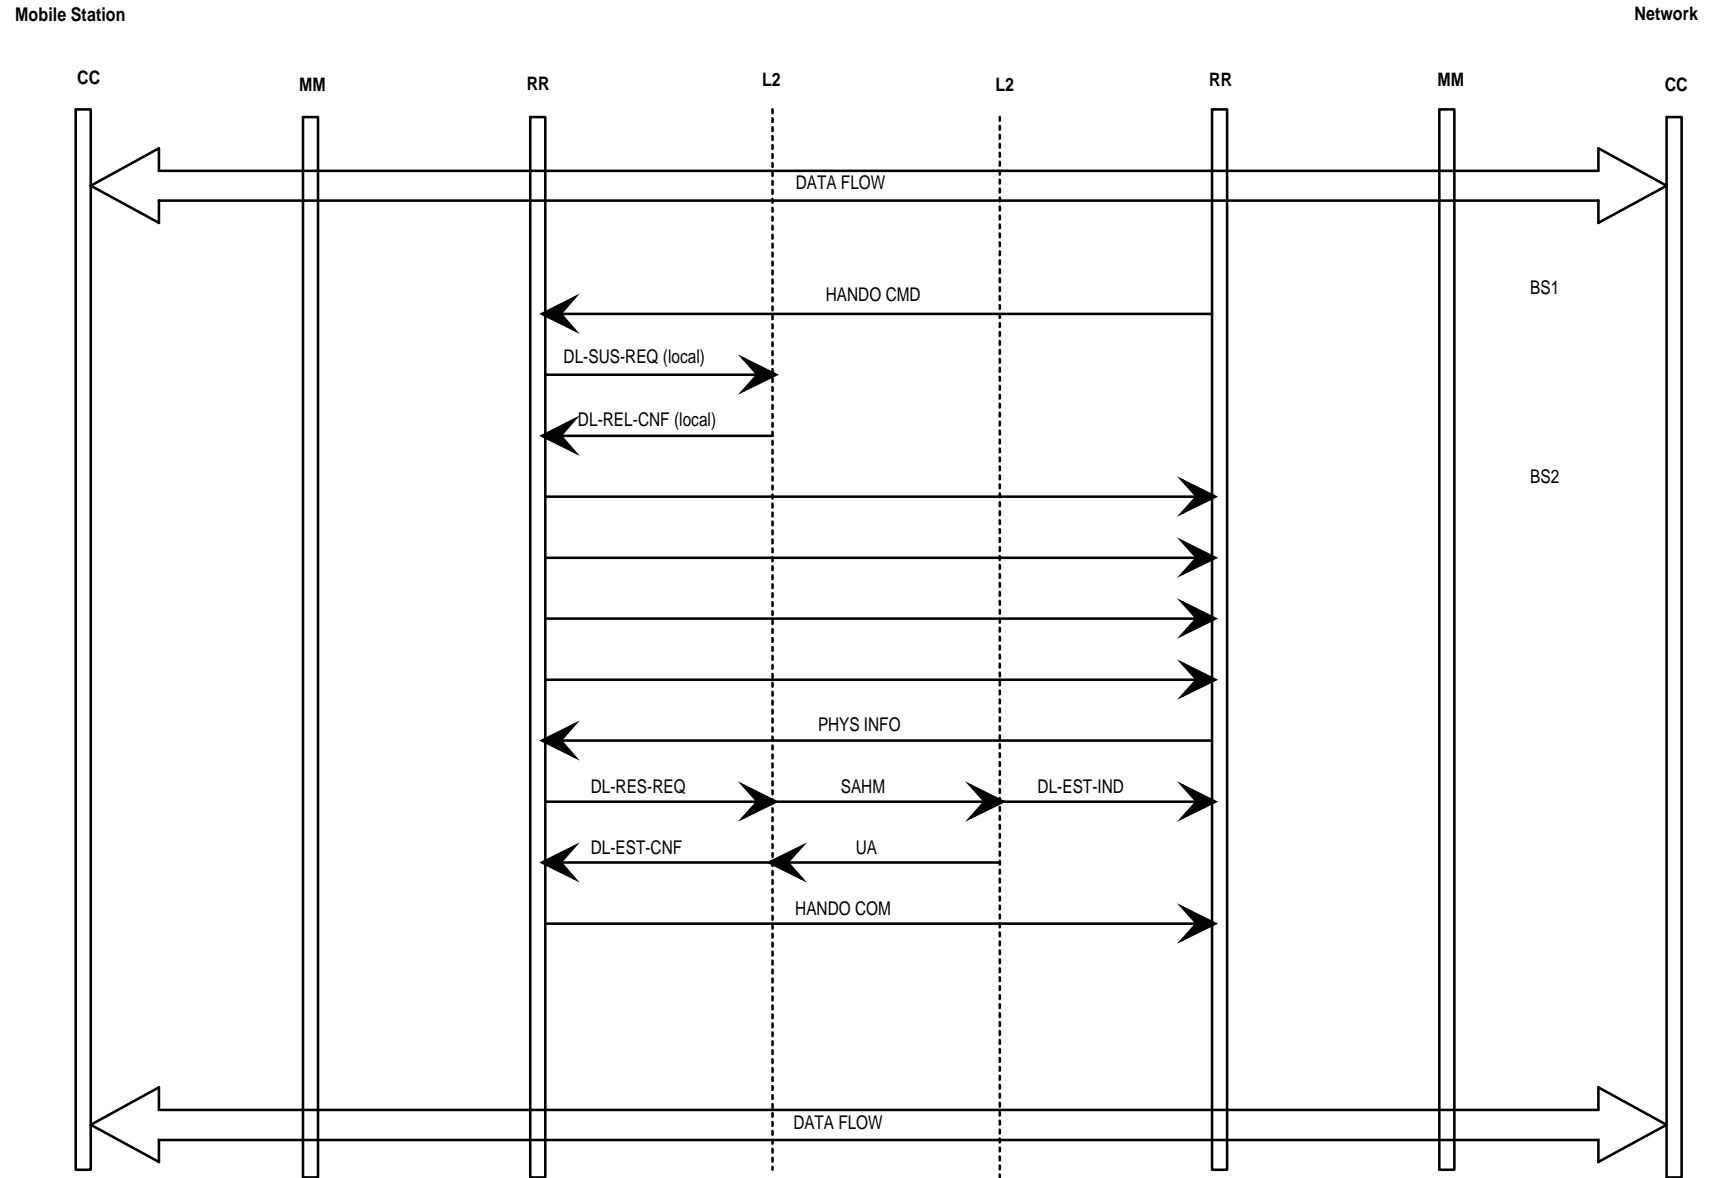 Mobile Station
Network
CC
MM
RR
L2
L2
RR
MM
CC
DATA FLOW
BS1
HANDO CMD
DL-SUS-REQ (local)
DL-REL-CNF (local)
BS2
PHYS INFO
DL-RES-REQ
SAHM
DL-EST-IND
DL-EST-CNF
UA
HANDO COM
DATA FLOW